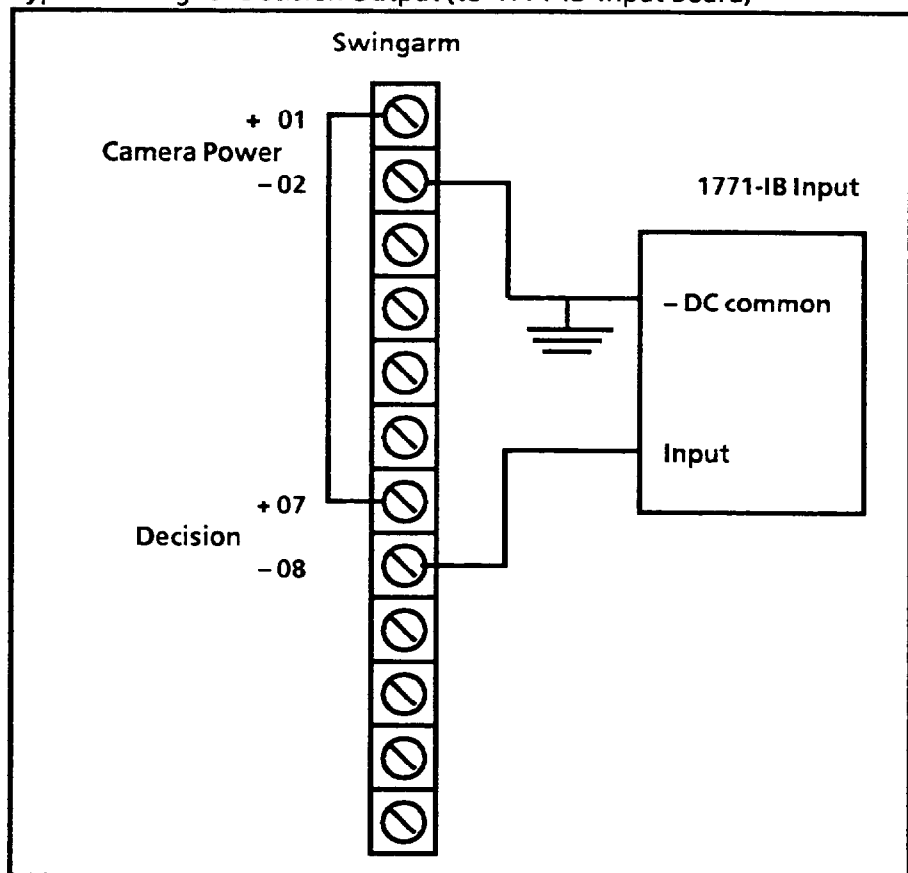 Swingarm
+ 01
Camera Power
– 02
1771-IB Input
– DC common
Input
+ 07
Decision
– 08